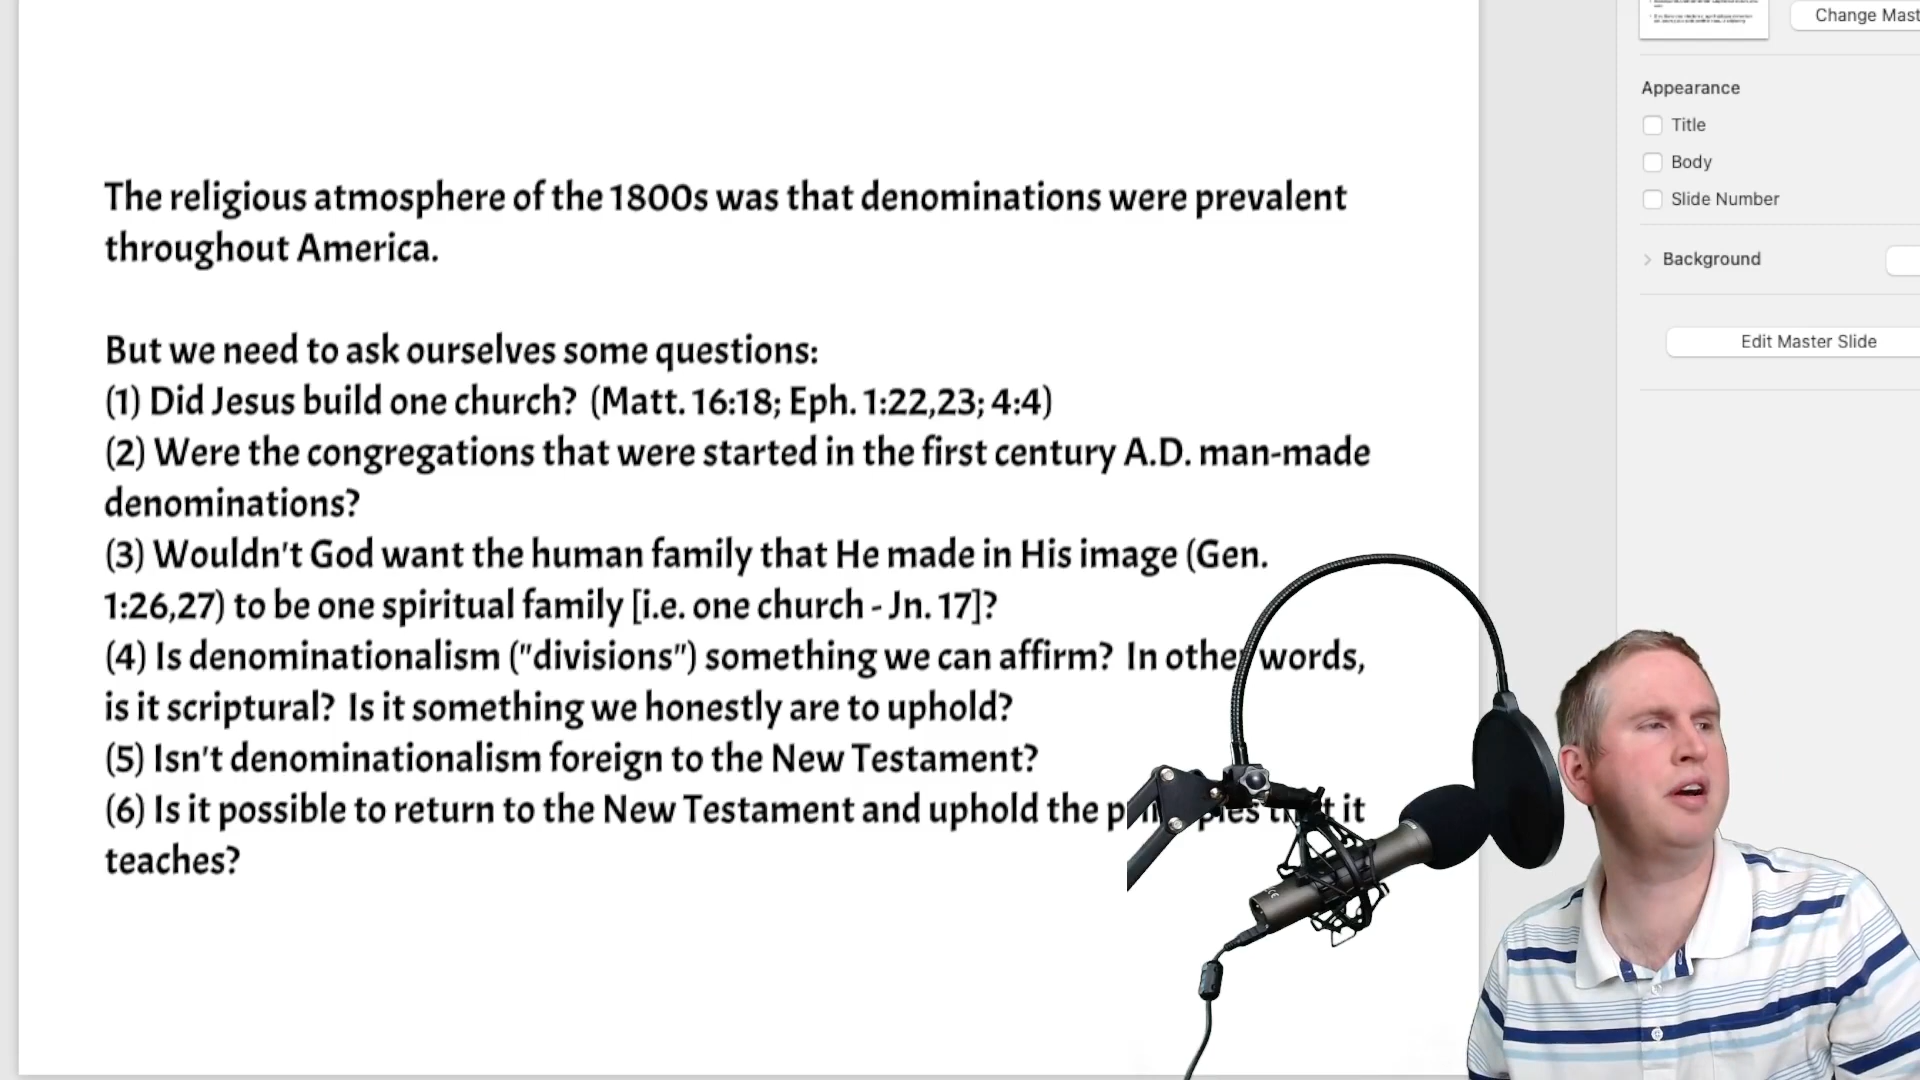 The religious atmosphere of the 1800s was that denominations were prevalent
throughout America.
But we need to ask ourselves some questions:
(1) Did Jesus build one church?  (Matt. 16:18; Eph. 1:22,23; 4:4)
(2) Were the congregations that were started in the first century A.D. man-made
denominations?
(3) Wouldn't God want the human family that He made in His image (Gen.
1:26,27) to be one spiritual family [i.e. one church - Jn. 17]?
(4) Is denominationalism ("divisions") something we can affirm?  In other words,
is it scriptural?  Is it something we honestly are to uphold?
(5) Isn't denominationalism foreign to the New Testament?
(6) Is it possible to return to the New Testament and uphold the principles that it
teaches?
Change Mast
Appearance
Title
Body
Slide Number
Background
Edit Master Slide